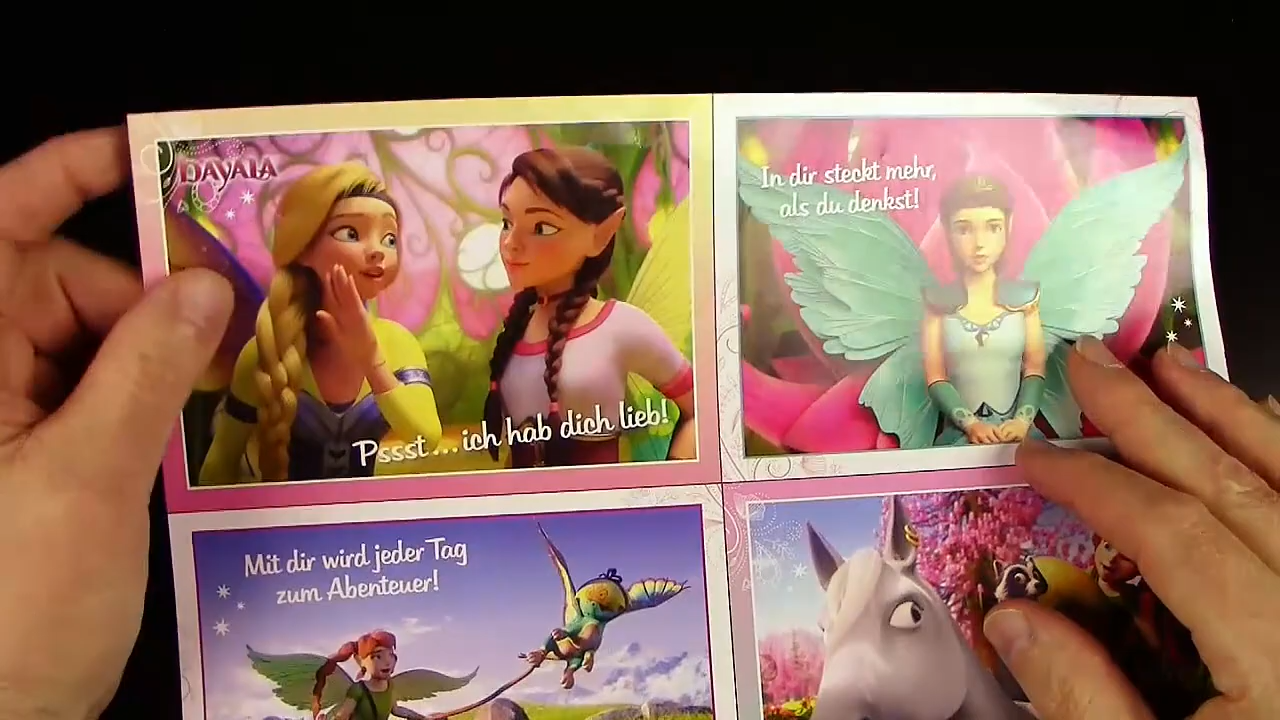 BAYALA
Pssst...ich hab dich lieb!
In dir steckt mehr,
als du denkst!
Mit dir wird jeder Tag
zum Abenteuer!